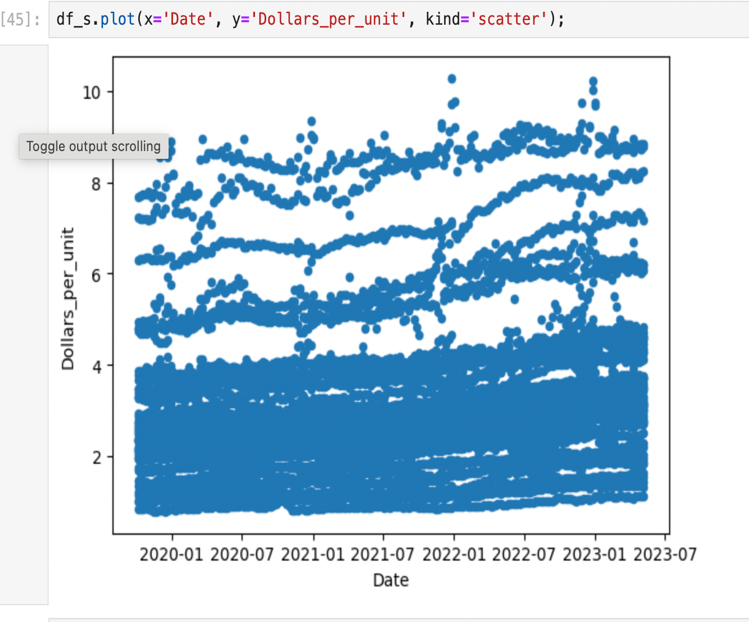 [45]: df_s.plot(x='Date', y='Dollars_per_unit', kind='scatter');
Toggle output scrolling
10
8
6
4
2
Dollars_per_unit
2020-01 2020-07 2021-01 2021-07 2022-01 2022-07 2023-01 2023-07
Date